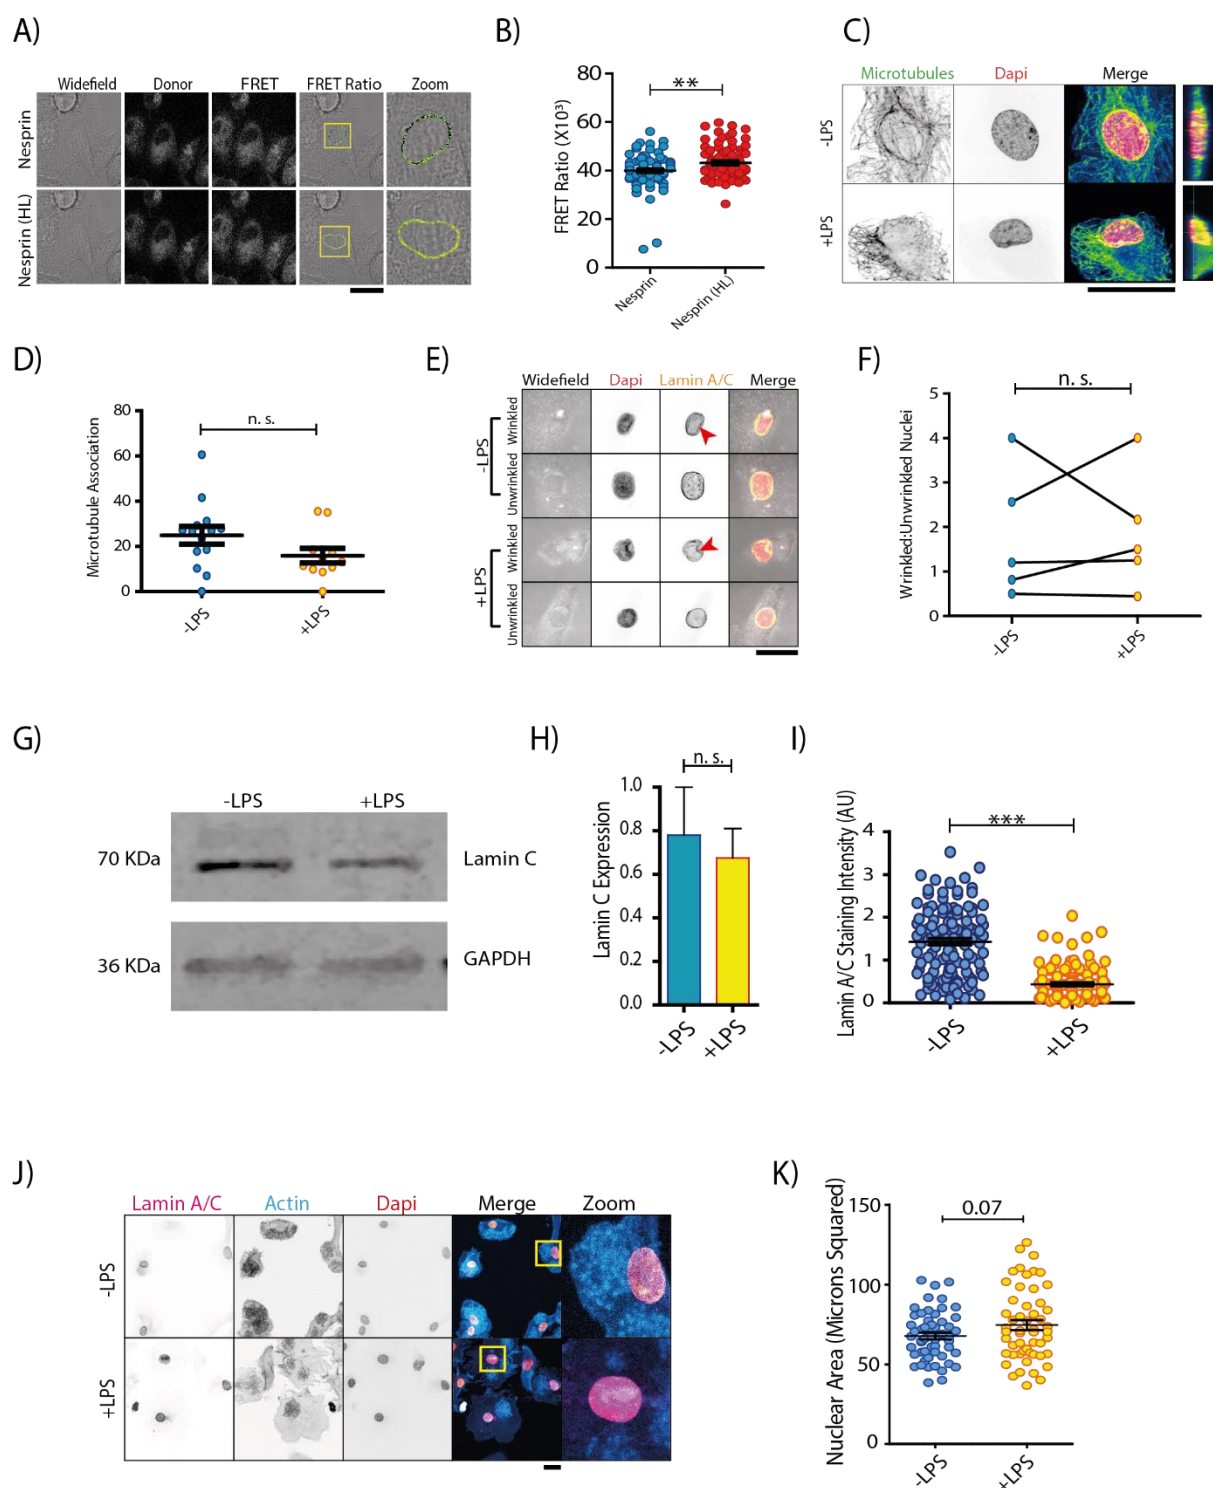 A)
Widefield Donor FRET FRET Ratio Zoom
Nesprin
Nesprin (HL)
B)
**
FRET Ratio (X10³)
80
60
40
20
0
Nesprin
Nesprin (HL)
C)
Microtubules Dapi Merge
-LPS
+LPS
D)
n. s.
Microtubule Association
80
60
40
20
0
-LPS
+LPS
E)
Widefield Dapi Lamin A/C Merge
-LPS
Wrinkled
Unwrinkled
+LPS
Wrinkled
Unwrinkled
F)
n. s.
Wrinkled:Unwrinkled Nuclei
5
4
3
2
1
0
-LPS
+LPS
G)
-LPS +LPS
70 KDa Lamin C
36 KDa GAPDH
H)
n. s.
Lamin C Expression
1.0
0.8
0.6
0.4
0.2
0.0
-LPS
+LPS
I)
***
Lamin A/C Staining Intensity (AU)
4
3
2
1
0
-LPS
+LPS
J)
Lamin A/C Actin Dapi Merge Zoom
-LPS
+LPS
K)
0.07
Nuclear Area (Microns Squared)
150
100
50
0
-LPS
+LPS